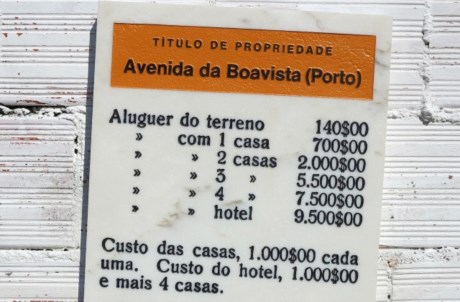 TÍTULO DE PROPRIEDADE
Avenida da Boavista (Porto)
Aluguer do terreno 140$00
» com 1 casa 700$00
» » 2 casas 2.000$00
» » 3 » 5.500$00
» » 4 » 7.500$00
» » hotel 9.500$00
Custo das casas, 1.000$00 cada
uma. Custo do hotel, 1.000$00
e mais 4 casas.